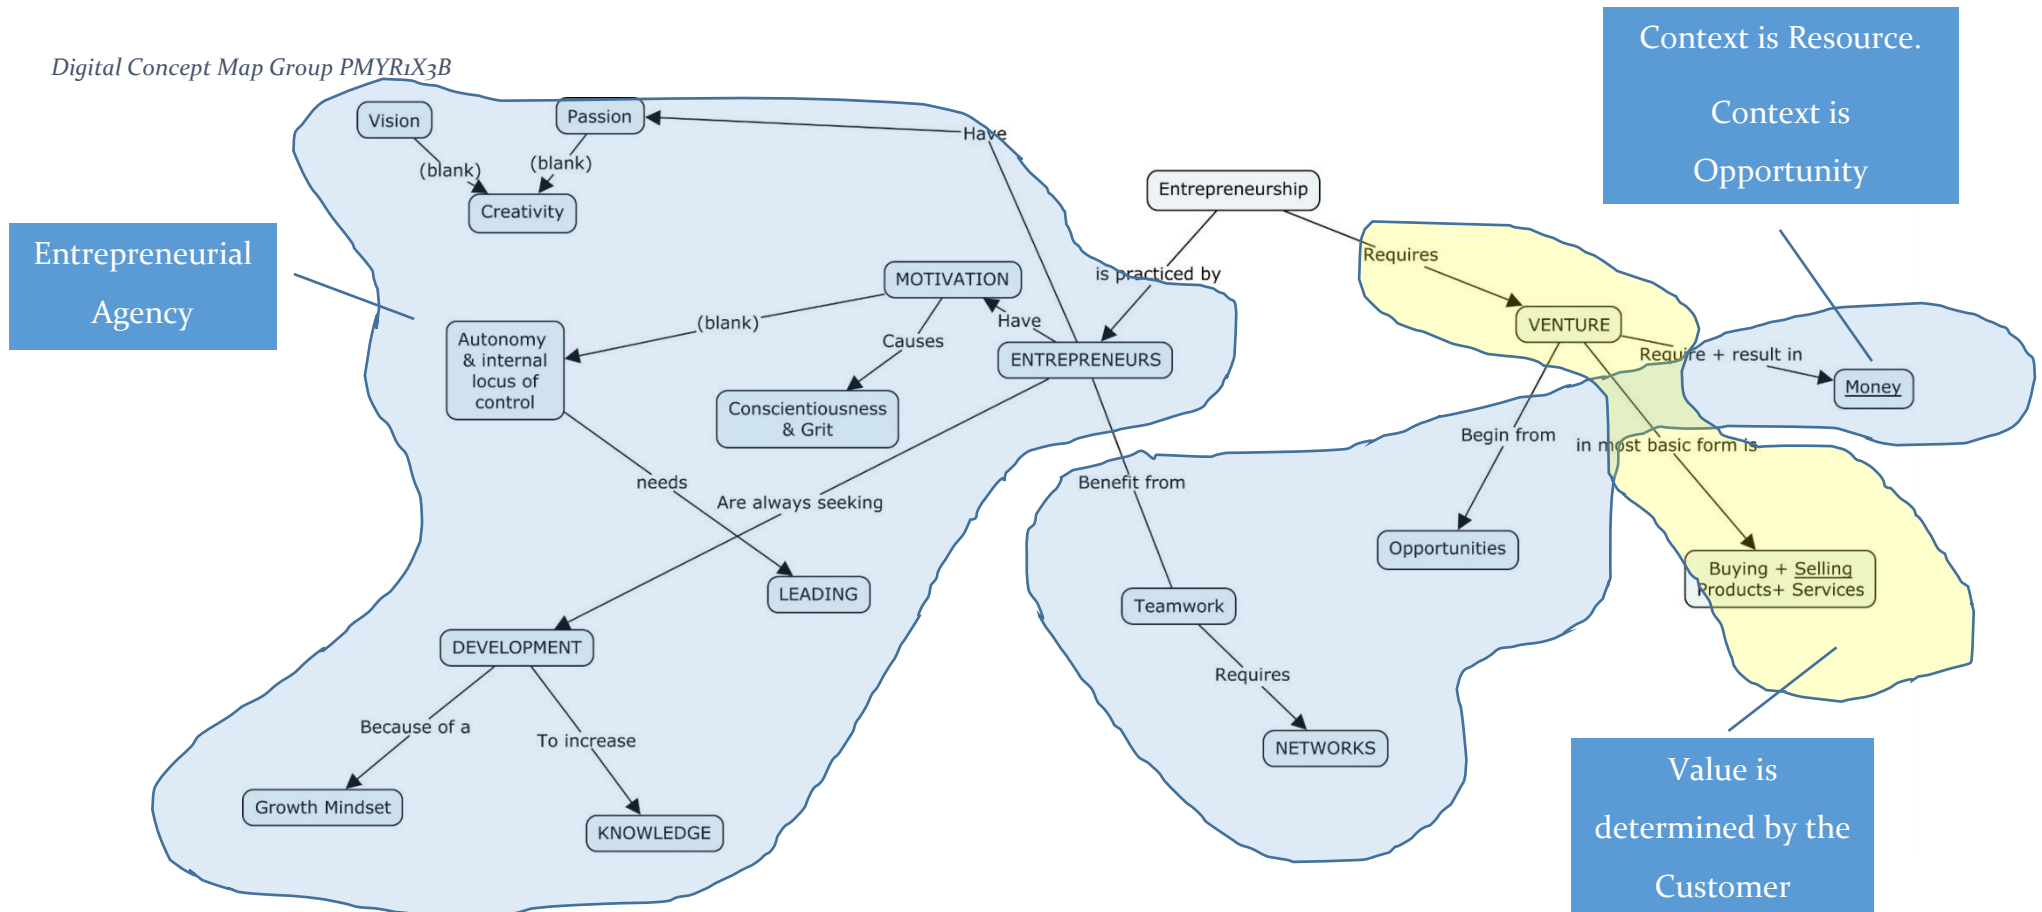 Digital Concept Map Group PMYR1X3B
Context is Resource.
Context is
Opportunity
Vision
Passion
Have
(blank)
(blank)
Creativity
Entrepreneurship
Entrepreneurial
Agency
Requires
is practiced by
MOTIVATION
Have
(blank)
Causes
VENTURE
Autonomy
& internal
locus of
control
ENTREPRENEURS
Require + result in
Money
Conscientiousness
& Grit
Begin from
in most basic form is
needs
Are always seeking
Benefit from
Opportunities
Buying + Selling
Products+ Services
LEADING
Teamwork
DEVELOPMENT
Requires
Because of a
To increase
NETWORKS
Growth Mindset
KNOWLEDGE
Value is
determined by the
Customer